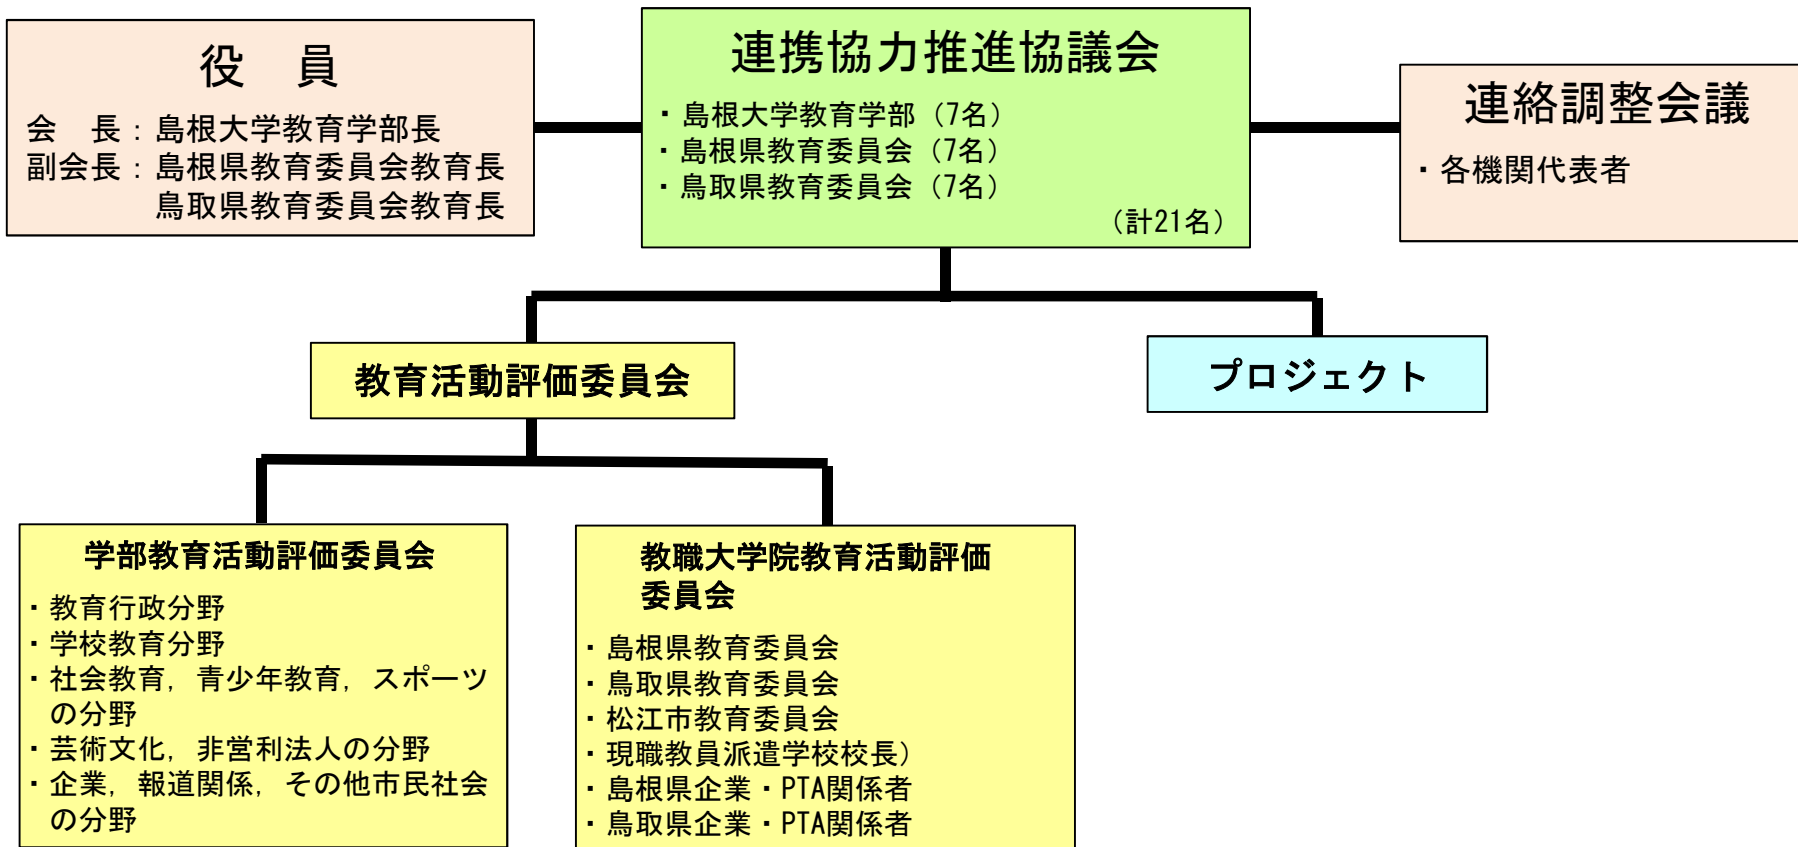 役　員
会　長：島根大学教育学部長
副会長：島根県教育委員会教育長
鳥取県教育委員会教育長
連携協力推進協議会
・島根大学教育学部（7名）
・島根県教育委員会（7名）
・鳥取県教育委員会（7名）
（計21名）
連絡調整会議
・各機関代表者
教育活動評価委員会
プロジェクト
学部教育活動評価委員会
・教育行政分野
・学校教育分野
・社会教育，青少年教育，スポーツ
の分野
・芸術文化，非営利法人の分野
・企業，報道関係，その他市民社会
の分野
教職大学院教育活動評価
委員会
・島根県教育委員会
・鳥取県教育委員会
・松江市教育委員会
・現職教員派遣学校校長）
・島根県企業・PTA関係者
・鳥取県企業・PTA関係者